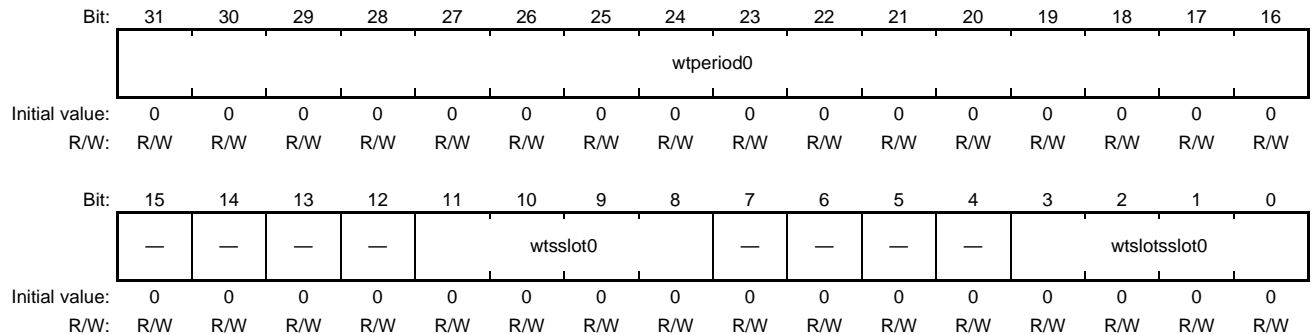 Bit: 31 30 29 28 27 26 25 24 23 22 21 20 19 18 17 16
wtperiod0
Initial value: 0 0 0 0 0 0 0 0 0 0 0 0 0 0 0 0
R/W: R/W R/W R/W R/W R/W R/W R/W R/W R/W R/W R/W R/W R/W R/W R/W R/W
Bit: 15 14 13 12 11 10 9 8 7 6 5 4 3 2 1 0
— — — — wtsslot0 — — — — wtslotsslot0
Initial value: 0 0 0 0 0 0 0 0 0 0 0 0 0 0 0 0
R/W: R/W R/W R/W R/W R/W R/W R/W R/W R/W R/W R/W R/W R/W R/W R/W R/W